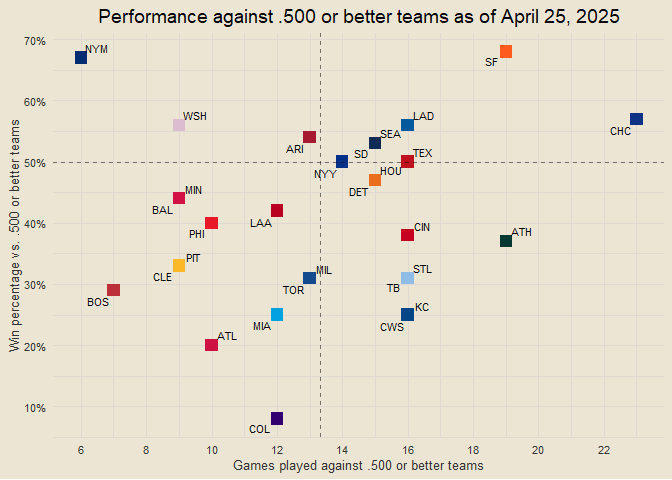 Performance against .500 or better teams as of April 25, 2025
70%
NYM
SF
60%
WSH
LAD
CHC
SEA
ARI
SD
TEX
50%
NYY
HOU
DET
MIN
BAL
40%
PHI
LAA
CIN
ATH
PIT
CLE
30%
BOS
MIL
TOR
STL
TB
KC
MIA
CWS
ATL
20%
10%
COL
Win percentage vs. .500 or better teams
6 8 10 12 14 16 18 20 22
Games played against .500 or better teams